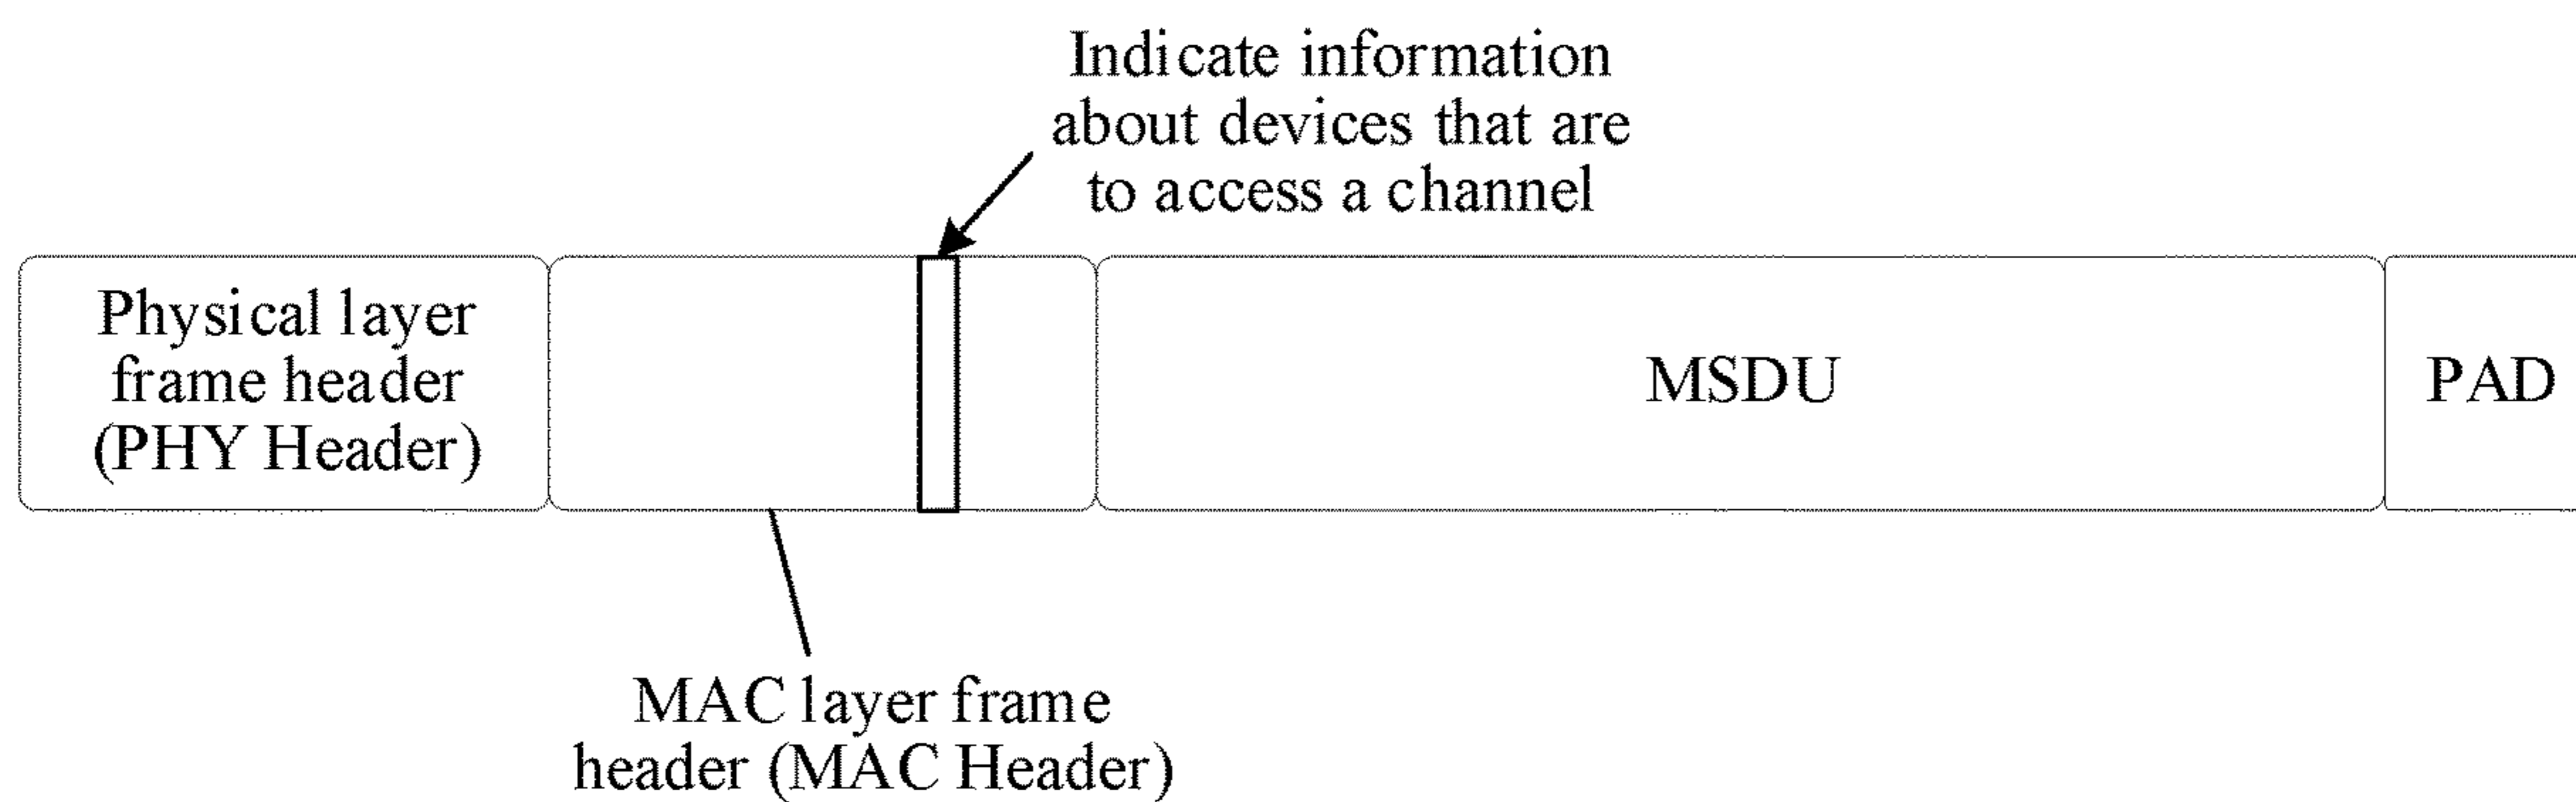 Indicate information
about devices that are
to access a channel
Physical layer
frame header
(PHY Header)
MSDU
PAD
MAC layer frame
header (MAC Header)